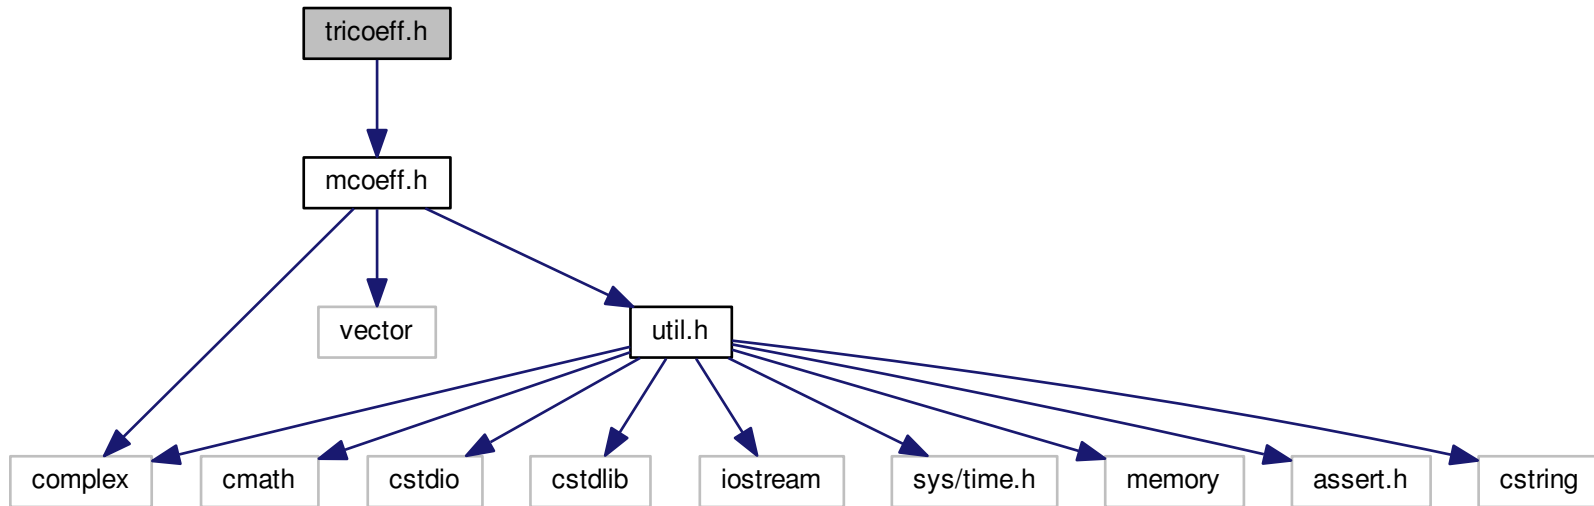 tricoeff.h
mcoeff.h
vector
util.h
complex
cmath
cstdio
cstdlib
iostream
sys/time.h
memory
assert.h
cstring